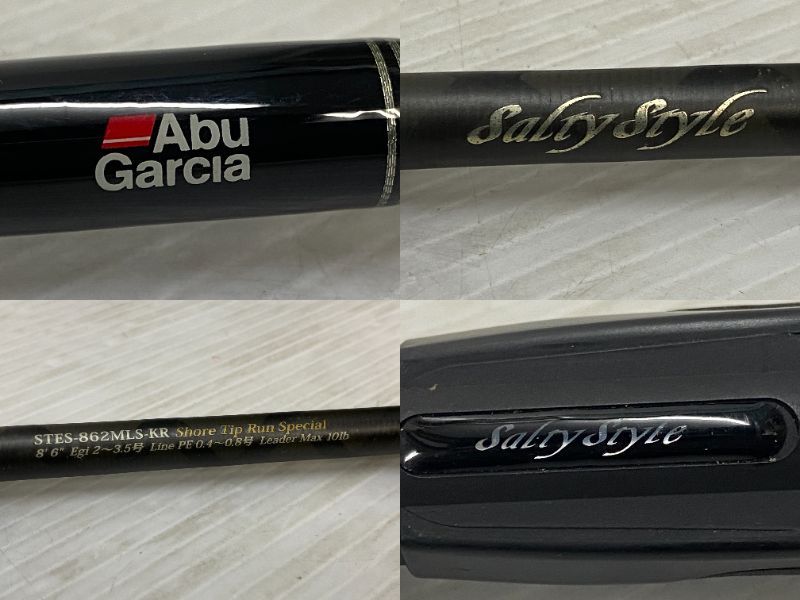 Abu
Garcia
Salty Style
STES-862MLS-KR Shore Tip Run Special
8' 6" Egi 2～3.5号 Line PE 0.4～0.8号 Leader Max 10lb
Salty Style